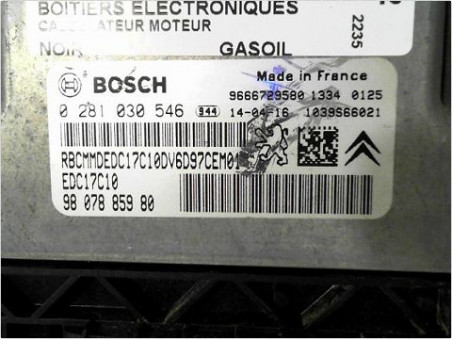 BOITIERS ELECTRONIQUES
CALCULATEUR MOTEUR
NOIR GASOIL
2235
BOSCH
Made in France
9666729580 1334 0125
0 281 030 546 344 14-04-16 1039S66021
RBCMMDEDC17C10DV6D97CEM01
EDC17C10
98 078 859 80